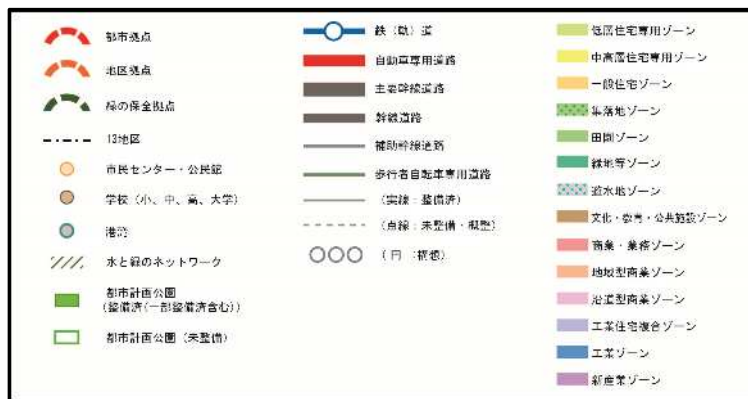 都市拠点
地区拠点
緑の保全拠点
13地区
市民センター・公民館
学校（小、中、高、大学）
港湾
水と緑のネットワーク
都市計画公園
（整備済（一部整備済含む））
都市計画公園（未整備）
鉄（軌）道
自動車専用道路
主要幹線道路
幹線道路
補助幹線道路
歩行者自転車専用道路
（実線：整備済）
（点線：未整備・概整）
（円：構想）
低層住宅専用ゾーン
中高層住宅専用ゾーン
一般住宅ゾーン
集落地ゾーン
田園ゾーン
緑地等ゾーン
遊水地ゾーン
文化・教育・公共施設ゾーン
商業・業務ゾーン
地域型商業ゾーン
沿道型商業ゾーン
工業住宅複合ゾーン
工業ゾーン
新産業ゾーン